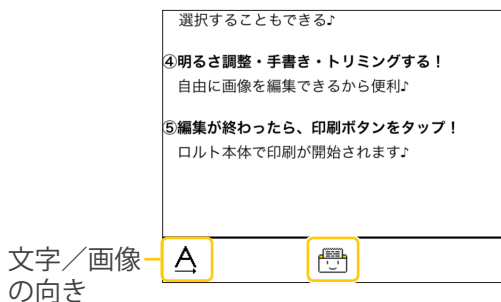 選択することもできる♪
④明るさ調整・手書き・トリミングする！
自由に画像を編集できるから便利♪
⑤編集が終わったら、印刷ボタンをタップ！
ロルト本体で印刷が開始されます♪
文字／画像
の向き
A